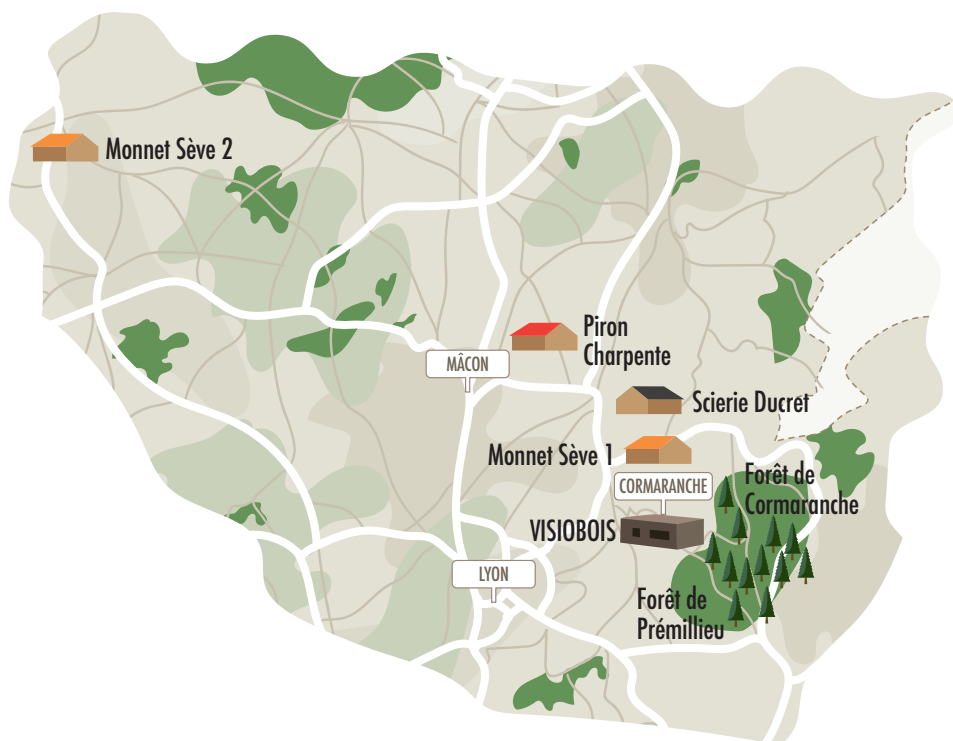 Monnet Sève 2
Piron
Charpente
MÂCON
Scierie Ducret
Monnet Sève 1
Forêt de
Cormaranche
CORMARANCHE
VISIOBOIS
LYON
Forêt de
Prémillieu